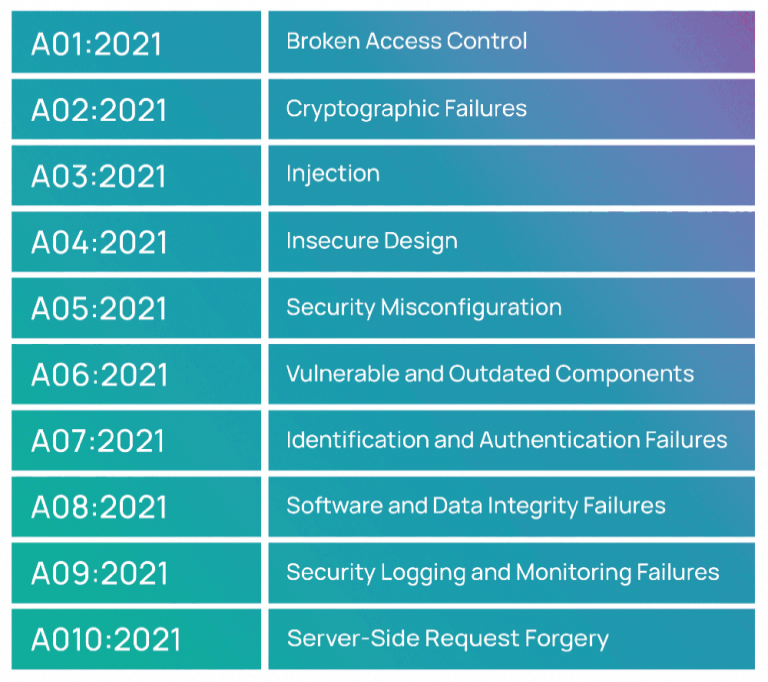 A01:2021 Broken Access Control
A02:2021 Cryptographic Failures
A03:2021 Injection
A04:2021 Insecure Design
A05:2021 Security Misconfiguration
A06:2021 Vulnerable and Outdated Components
A07:2021 Identification and Authentication Failures
A08:2021 Software and Data Integrity Failures
A09:2021 Security Logging and Monitoring Failures
A010:2021 Server-Side Request Forgery